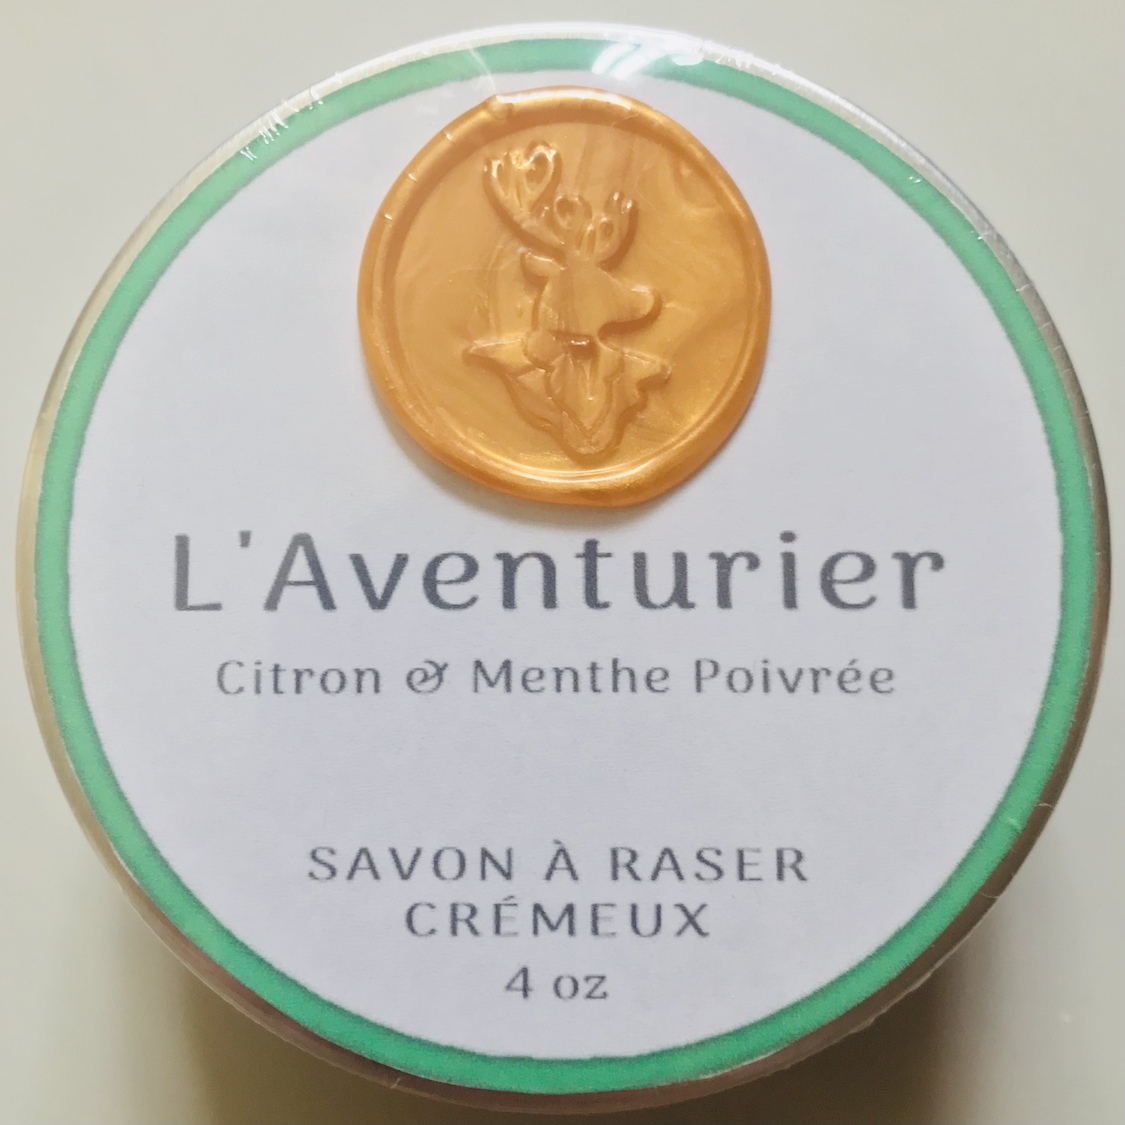 L'Aventurier
Citron & Menthe Poivrée
SAVON À RASER
CRÉMEUX
4 oz